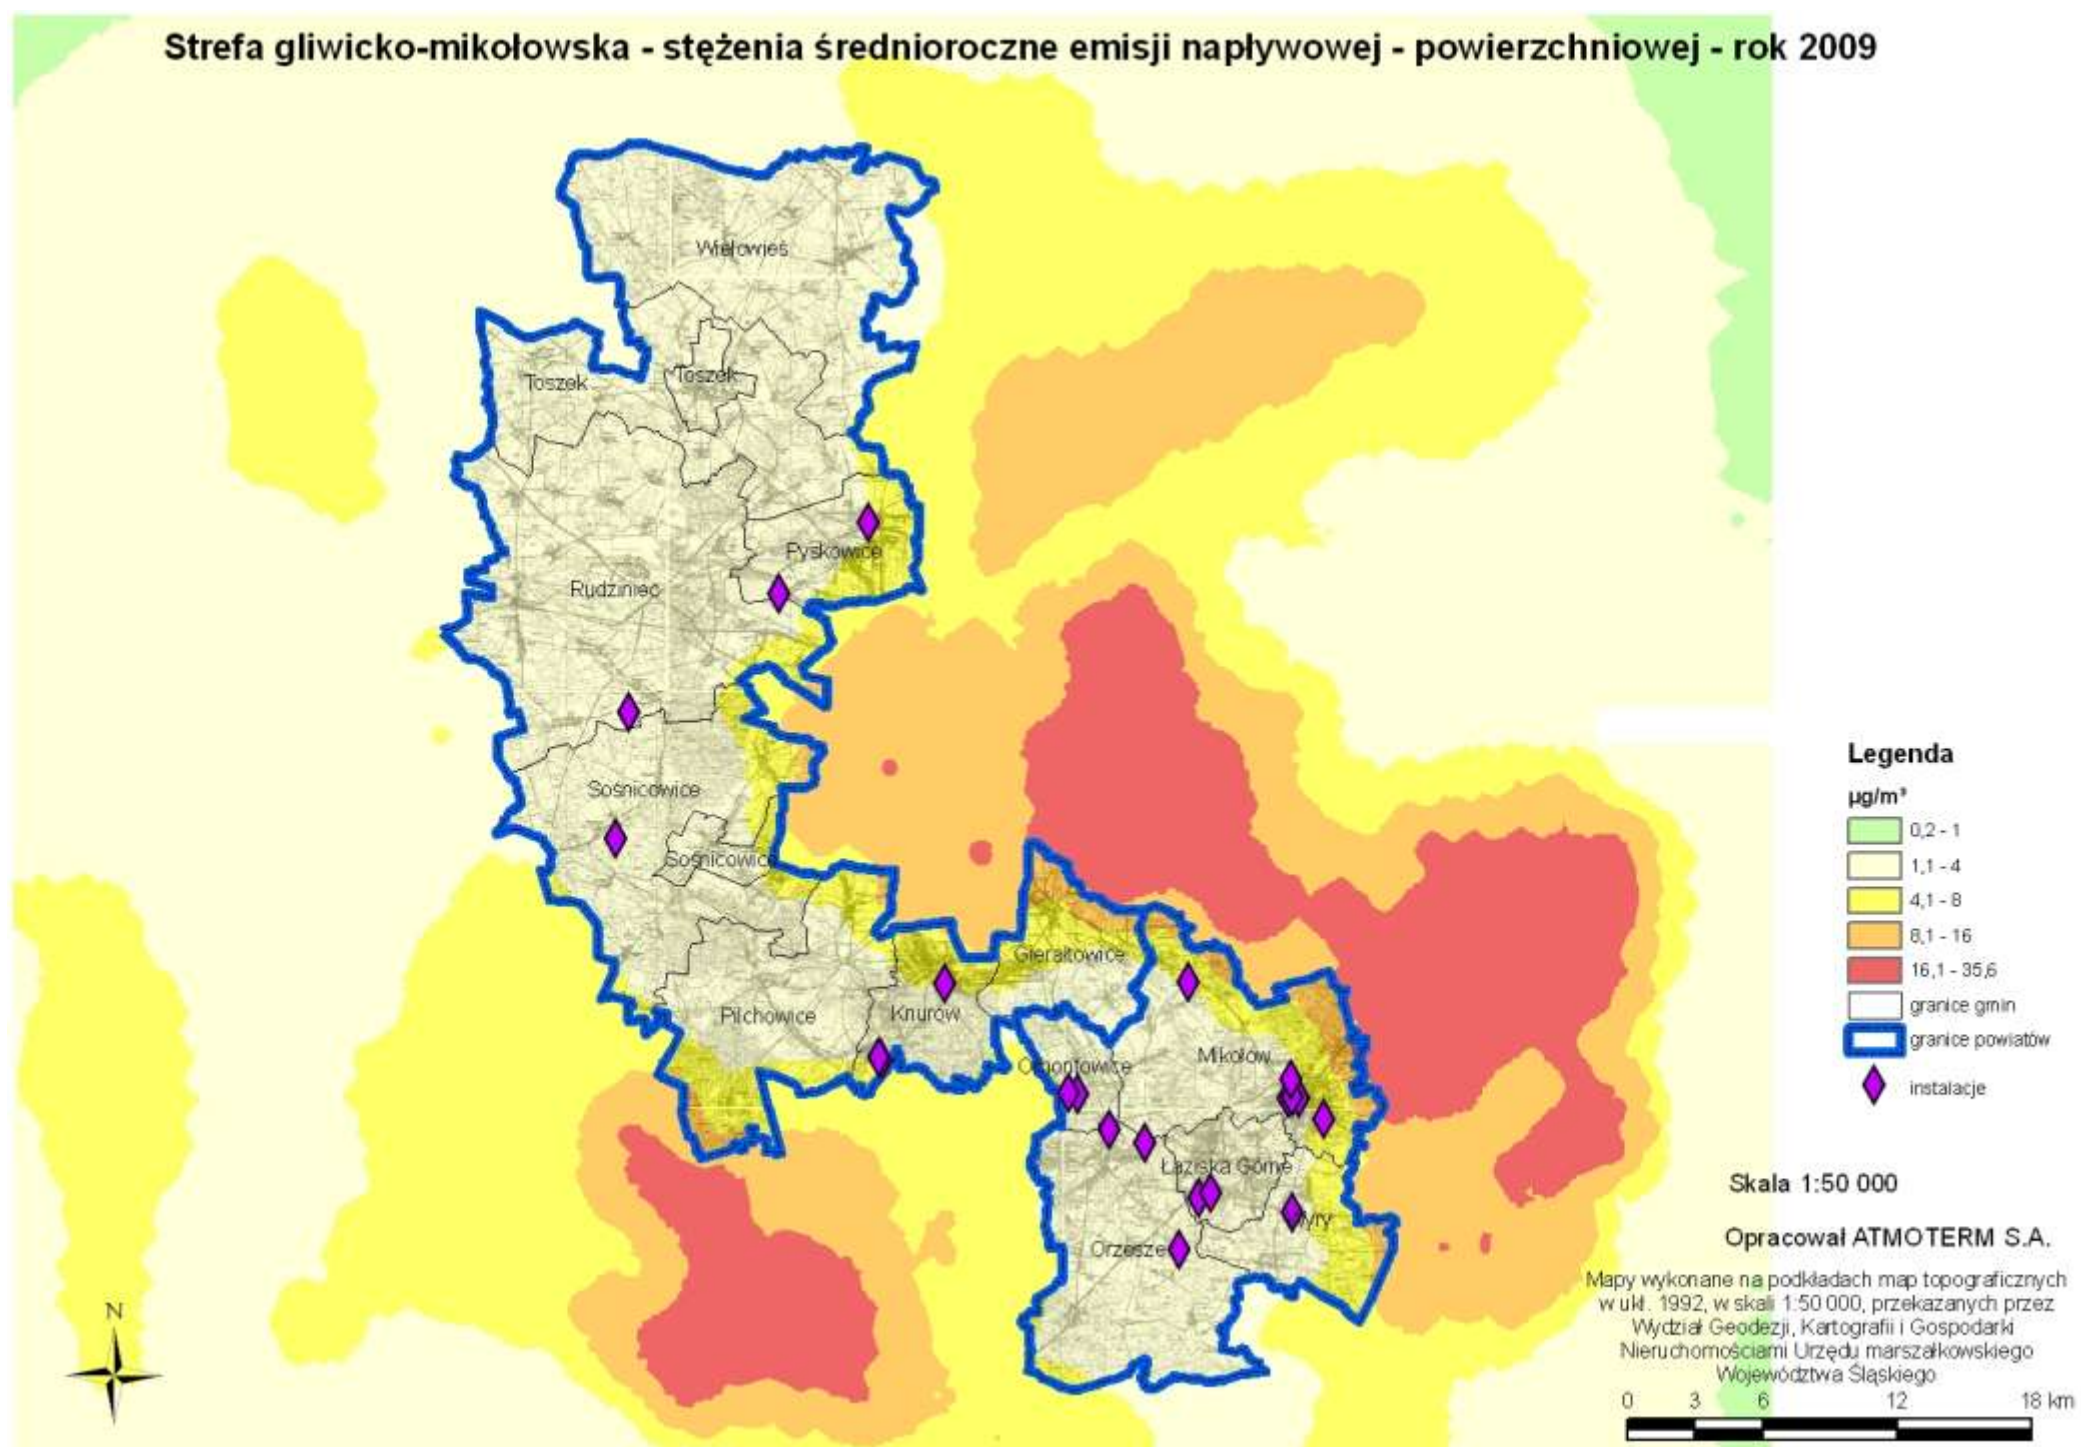 Strefa gliwicko-mikołowska - stężenia średnioroczne emisji napływowej - powierzchniowej - rok 2009
Wielowieś
Toszek
Toszek
Pyskowice
Rudziniec
Sośnicowice
Sośnicowice
Gierałtowice
Pilchowice
Knurów
Mikołów
Ornontowice
Łaziska Górne
Wyry
Orzesze
Legenda
µg/m³
0,2 - 1
1,1 - 4
4,1 - 8
8,1 - 16
16,1 - 35,6
granice gmin
granice powiatów
instalacje
Skala 1:50 000
Opracował ATMOTERM S.A.
Mapy wykonane na podkładach map topograficznych
w ukł. 1992, w skali 1:50 000, przekazanych przez
Wydział Geodezji, Kartografii i Gospodarki
Nieruchomościami Urzędu marszałkowskiego
Województwa Śląskiego
N
0 3 6 12 18 km